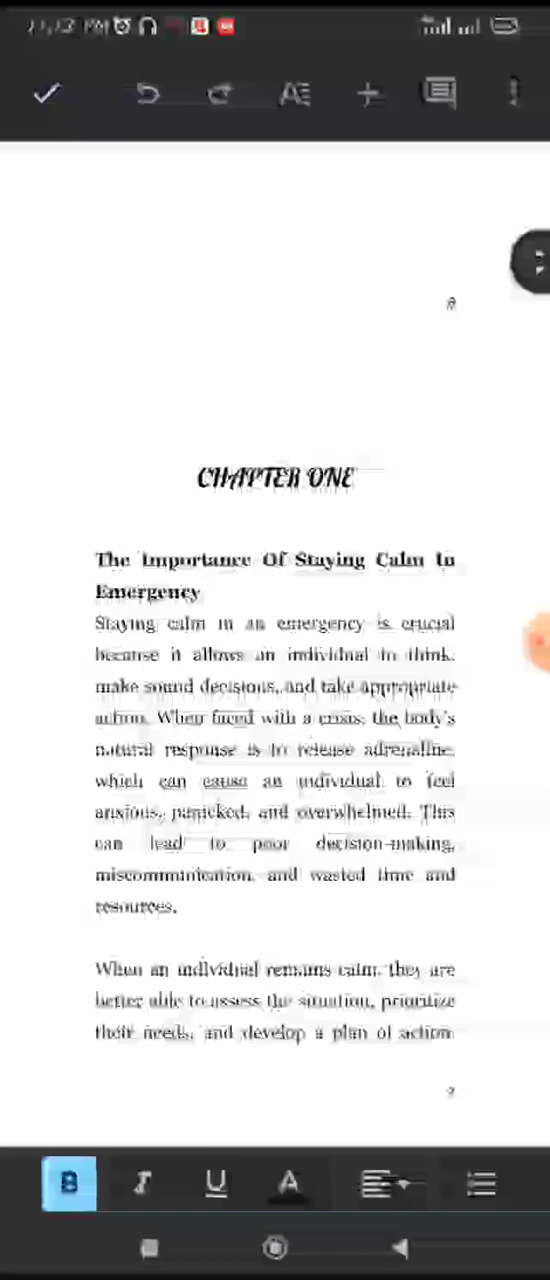 CHAPTER ONE
The Importance Of Staying Calm In
Emergency
Staying calm in an emergency is crucial
because it allows an individual to think,
make sound decisions, and take appropriate
action. When faced with a crisis, the body's
natural response is to release adrenaline,
which can cause an individual to feel
anxious, panicked, and overwhelmed. This
can lead to poor decision-making,
miscommunication, and wasted time and
resources.
When an individual remains calm, they are
better able to assess the situation, prioritize
their needs, and develop a plan of action
B I U A